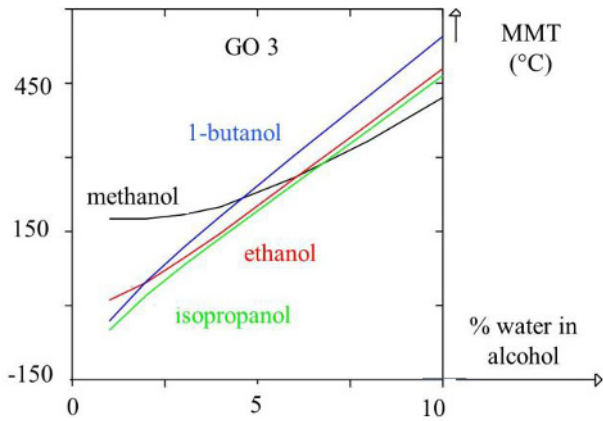 GO 3
MMT
(°C)
450
1-butanol
methanol
150
ethanol
isopropanol
% water in
alcohol
-150
0
5
10